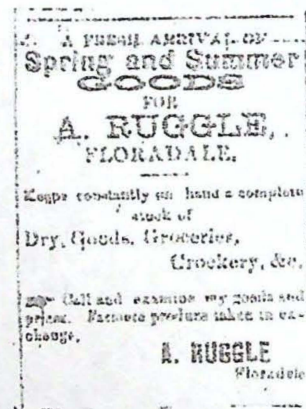 A FRESH ARRIVAL OF
Spring and Summer
GOODS
FOR
A. RUGGLE,
FLORADALE.
Keeps constantly on hand a complete
stock of
Dry, Goods, Groceries,
Crockery, &c.
Call and examine my goods and
prices. Farmers produce taken in ex-
change.
A. RUGGLE
Floradale